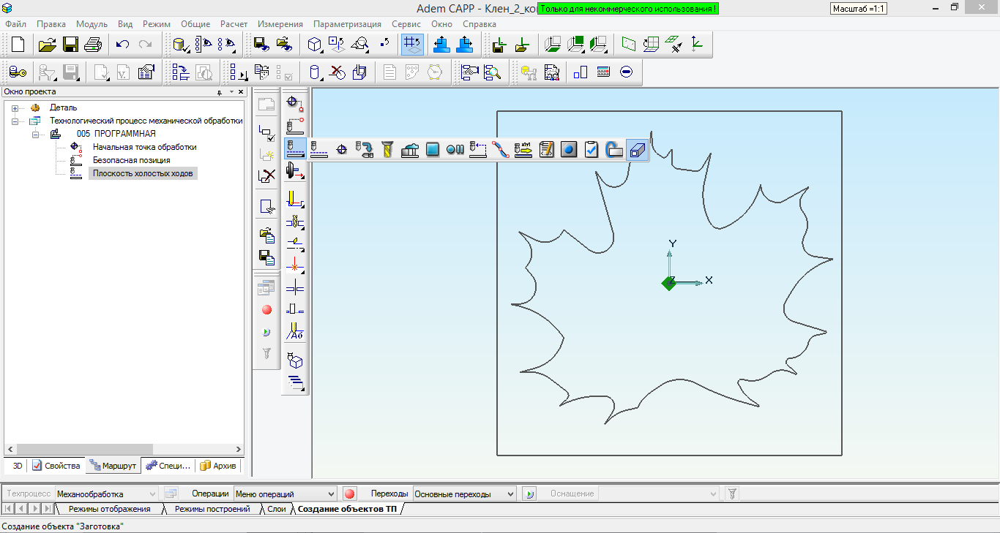 Adem CAPP - Клен_2_ко
Только для некоммерческого использования !
Масштаб =1:1
Файл Правка Модуль Вид Режим Общие Расчет Измерения Параметризация Сервис Окно Справка
Окно проекта
Деталь
Технологический процесс механической обработки
005 ПРОГРАММНАЯ
Начальная точка обработки
Безопасная позиция
Плоскость холостых ходов
Y
Z
X
3D Свойства Маршрут Специ... Архив
Техпроцесс Механообработка Операции Меню операций Переходы Основные переходы Оснащение
Режимы отображения Режимы построений Слои Создание объектов ТП
Создание объекта "Заготовка"